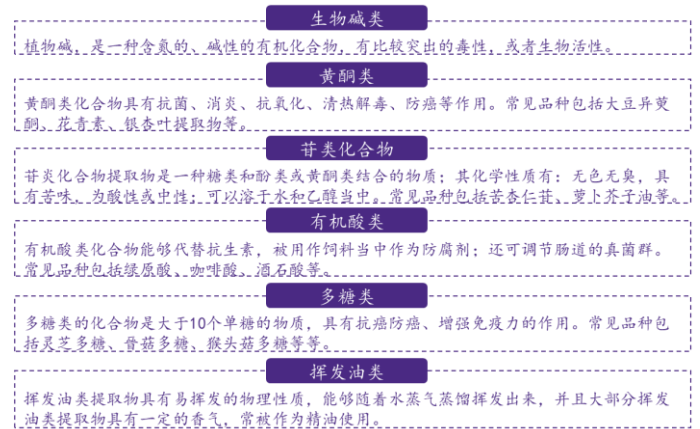 生物碱类
植物碱，是一种含氮的、碱性的有机化合物，有比较突出的毒性，或者生物活性。
黄酮类
黄酮类化合物具有抗菌、消炎、抗氧化、清热解毒、防癌等作用。常见品种包括大豆异黄
酮、花青素、银杏叶提取物等。
苷类化合物
苷炎化合物提取物是一种糖类和酚类或黄酮类结合的物质；其化学性质有：无色无臭，具
有苦味，为酸性或中性；可以溶于水和乙醇当中。常见品种包括苦杏仁苷、萝卜芥子油等。
有机酸类
有机酸类化合物能够代替抗生素，被用作饲料当中作为防腐剂；还可调节肠道的真菌群。
常见品种包括绿原酸、咖啡酸、酒石酸等。
多糖类
多糖类的化合物是大于10个单糖的物质，具有抗癌防癌、增强免疫力的作用。常见品种包
括灵芝多糖、香菇多糖、猴头菇多糖等等。
挥发油类
挥发油类提取物具有易挥发的物理性质，能够随着水蒸气蒸馏挥发出来，并且大部分挥发
油类提取物具有一定的香气，常被作为精油使用。